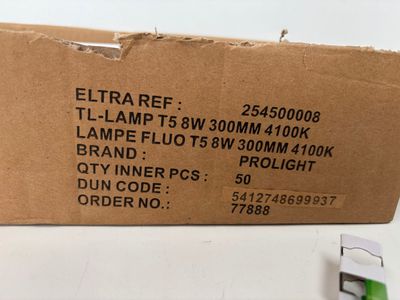 ELTRA REF : 254500008
TL-LAMP T5 8W 300MM 4100K
LAMPE FLUO T5 8W 300MM 4100K
BRAND : PROLIGHT
QTY INNER PCS : 50
DUN CODE : 5412748699937
ORDER NO.: 77888